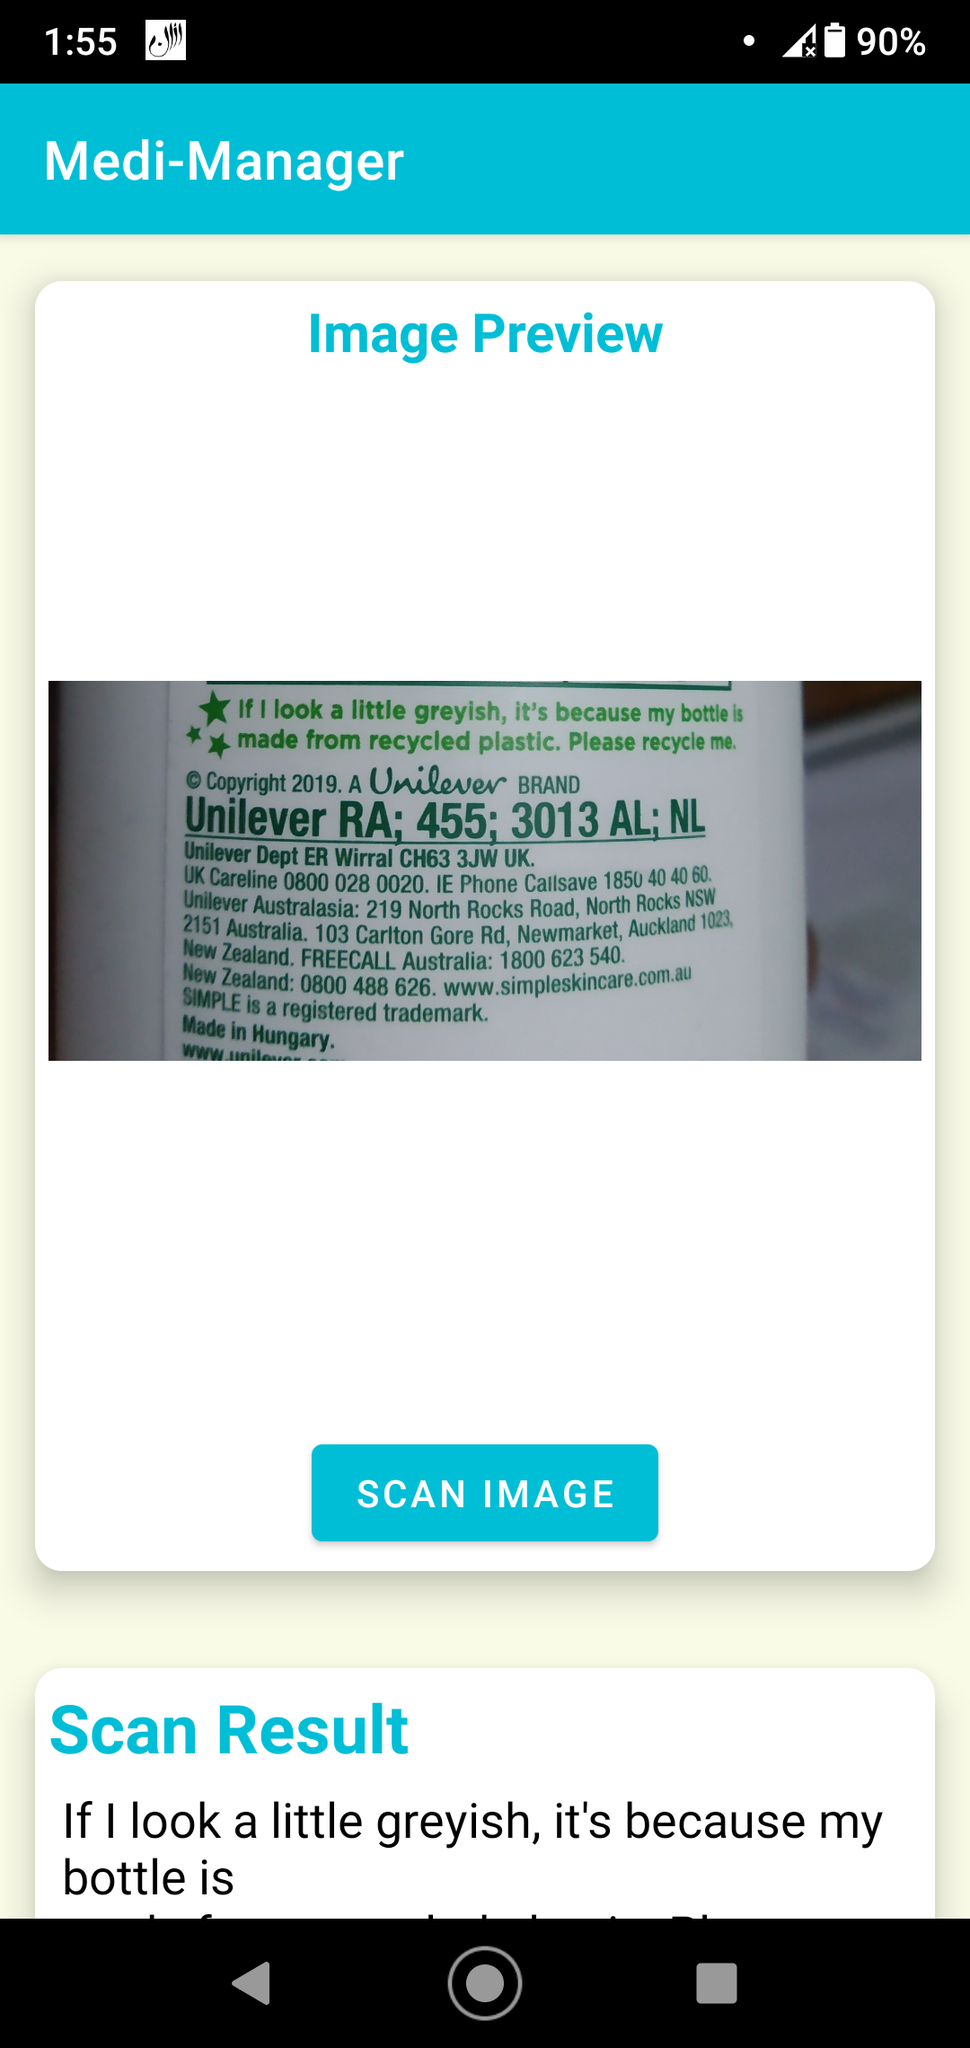 1:55
90%
Medi-Manager
Image Preview
If I look a little greyish, it's because my bottle is
made from recycled plastic. Please recycle me.
© Copyright 2019. A Unilever BRAND
Unilever RA; 455; 3013 AL; NL
Unilever Dept ER Wirral CH63 3JW UK.
UK Careline 0800 028 0020. IE Phone Callsave 1850 40 40 60.
Unilever Australasia: 219 North Rocks Road, North Rocks NSW
2151 Australia. 103 Carlton Gore Rd, Newmarket, Auckland 1023,
New Zealand. FREECALL Australia: 1800 623 540.
New Zealand: 0800 488 626. www.simpleskincare.com.au
SIMPLE is a registered trademark.
Made in Hungary.
SCAN IMAGE
Scan Result
If I look a little greyish, it's because my
bottle is